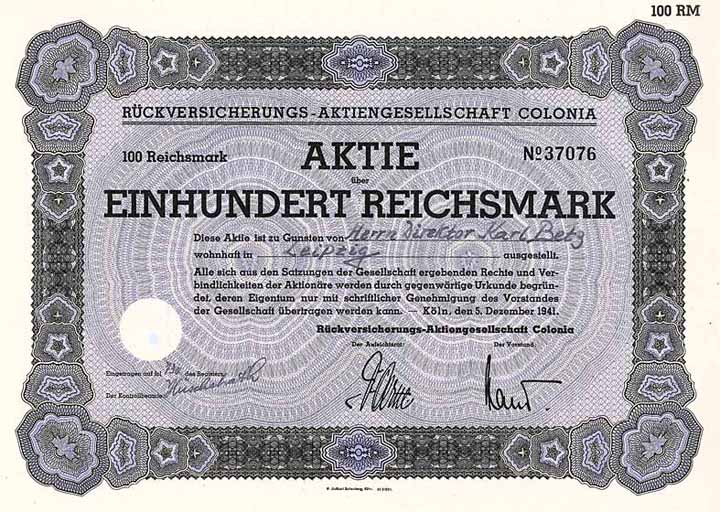 100 RM
RÜCKVERSICHERUNGS-AKTIENGESELLSCHAFT COLONIA
100 Reichsmark AKTIE Nº 37076
über
EINHUNDERT REICHSMARK
Diese Aktie ist zu Gunsten von Herrn Direktor Karl Betz
wohnhaft in Leipzig ausgestellt.
Alle sich aus den Satzungen der Gesellschaft ergebenden Rechte und Ver-
bindlichkeiten der Aktionäre werden durch gegenwärtige Urkunde begrün-
det, deren Eigentum nur mit schriftlicher Genehmigung des Vorstandes
der Gesellschaft übertragen werden kann. — Köln, den 5. Dezember 1941.
Rückversicherungs-Aktiengesellschaft Colonia
Der Aufsichtsrat: Der Vorstand:
Eingetragen auf fol. des Registers.
Der Kontrollbeamte: